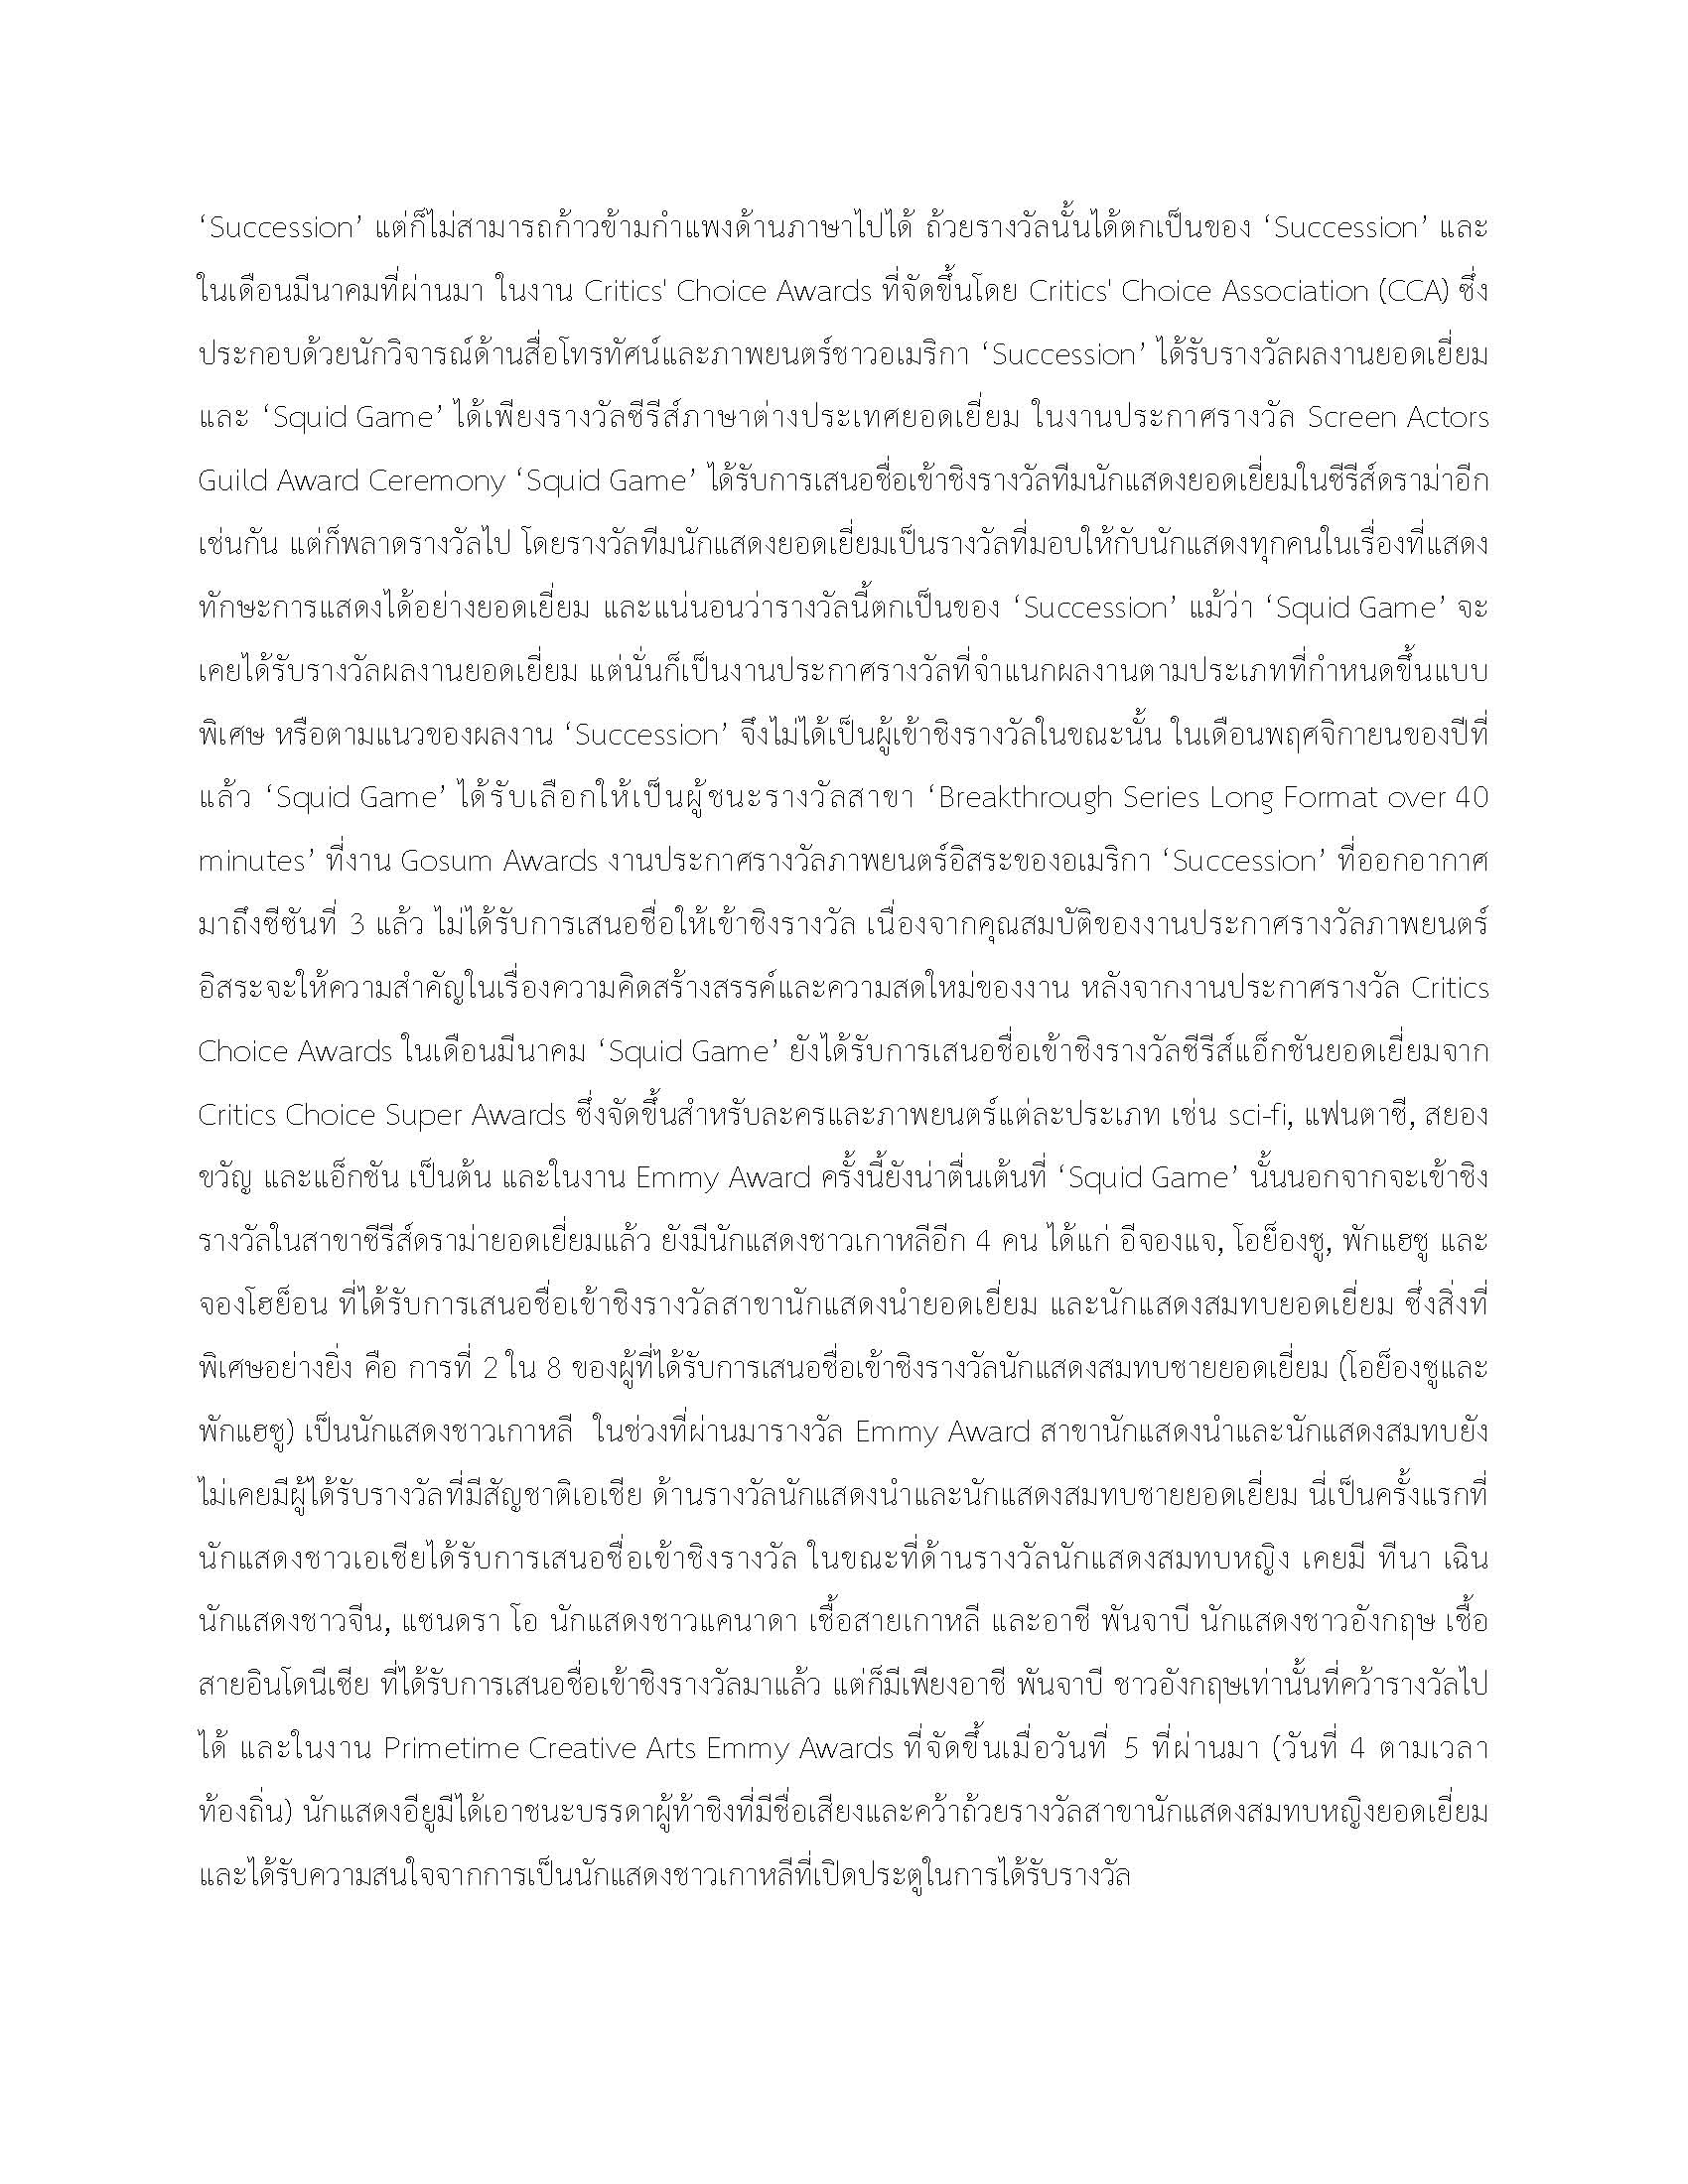 ‘Succession’ แต่ก็ไม่สามารถก้าวข้ามกำแพงด้านภาษาไปได้ ถ้วยรางวัลนั้นได้ตกเป็นของ ‘Succession’ และ
ในเดือนมีนาคมที่ผ่านมา ในงาน Critics' Choice Awards ที่จัดขึ้นโดย Critics' Choice Association (CCA) ซึ่ง
ประกอบด้วยนักวิจารณ์ด้านสื่อโทรทัศน์และภาพยนตร์ชาวอเมริกา ‘Succession’ ได้รับรางวัลผลงานยอดเยี่ยม
และ ‘Squid Game’ ได้เพียงรางวัลซีรีส์ภาษาต่างประเทศยอดเยี่ยม ในงานประกาศรางวัล Screen Actors
Guild Award Ceremony ‘Squid Game’ ได้รับการเสนอชื่อเข้าชิงรางวัลทีมนักแสดงยอดเยี่ยมในซีรีส์ดราม่าอีก
เช่นกัน แต่ก็พลาดรางวัลไป โดยรางวัลทีมนักแสดงยอดเยี่ยมเป็นรางวัลที่มอบให้กับนักแสดงทุกคนในเรื่องที่แสดง
ทักษะการแสดงได้อย่างยอดเยี่ยม และแน่นอนว่ารางวัลนี้ตกเป็นของ ‘Succession’ แม้ว่า ‘Squid Game’ จะ
เคยได้รับรางวัลผลงานยอดเยี่ยม แต่นั่นก็เป็นงานประกาศรางวัลที่จำแนกผลงานตามประเภทที่กำหนดขึ้นแบบ
พิเศษ หรือตามแนวของผลงาน ‘Succession’ จึงไม่ได้เป็นผู้เข้าชิงรางวัลในขณะนั้น ในเดือนพฤศจิกายนของปีที่
แล้ว ‘Squid Game’ ได้รับเลือกให้เป็นผู้ชนะรางวัลสาขา ‘Breakthrough Series Long Format over 40
minutes’ ที่งาน Gosum Awards งานประกาศรางวัลภาพยนตร์อิสระของอเมริกา ‘Succession’ ที่ออกอากาศ
มาถึงซีซันที่ 3 แล้ว ไม่ได้รับการเสนอชื่อให้เข้าชิงรางวัล เนื่องจากคุณสมบัติของงานประกาศรางวัลภาพยนตร์
อิสระจะให้ความสำคัญในเรื่องความคิดสร้างสรรค์และความสดใหม่ของงาน หลังจากงานประกาศรางวัล Critics
Choice Awards ในเดือนมีนาคม ‘Squid Game’ ยังได้รับการเสนอชื่อเข้าชิงรางวัลซีรีส์แอ็กชันยอดเยี่ยมจาก
Critics Choice Super Awards ซึ่งจัดขึ้นสำหรับละครและภาพยนตร์แต่ละประเภท เช่น sci-fi, แฟนตาซี, สยอง
ขวัญ และแอ็กชัน เป็นต้น และในงาน Emmy Award ครั้งนี้ยังน่าตื่นเต้นที่ ‘Squid Game’ นั้นนอกจากจะเข้าชิง
รางวัลในสาขาซีรีส์ดราม่ายอดเยี่ยมแล้ว ยังมีนักแสดงชาวเกาหลีอีก 4 คน ได้แก่ อีจองแจ, โอย็องซู, พักแฮซู และ
จองโฮย็อน ที่ได้รับการเสนอชื่อเข้าชิงรางวัลสาขานักแสดงนำยอดเยี่ยม และนักแสดงสมทบยอดเยี่ยม ซึ่งสิ่งที่
พิเศษอย่างยิ่ง คือ การที่ 2 ใน 8 ของผู้ที่ได้รับการเสนอชื่อเข้าชิงรางวัลนักแสดงสมทบชายยอดเยี่ยม (โอย็องซูและ
พักแฮซู) เป็นนักแสดงชาวเกาหลี  ในช่วงที่ผ่านมารางวัล Emmy Award สาขานักแสดงนำและนักแสดงสมทบยัง
ไม่เคยมีผู้ได้รับรางวัลที่มีสัญชาติเอเชีย ด้านรางวัลนักแสดงนำและนักแสดงสมทบชายยอดเยี่ยม นี่เป็นครั้งแรกที่
นักแสดงชาวเอเชียได้รับการเสนอชื่อเข้าชิงรางวัล ในขณะที่ด้านรางวัลนักแสดงสมทบหญิง เคยมี ทีนา เฉิน
นักแสดงชาวจีน, แซนดรา โอ นักแสดงชาวแคนาดา เชื้อสายเกาหลี และอาชี พันจาบี นักแสดงชาวอังกฤษ เชื้อ
สายอินโดนีเซีย ที่ได้รับการเสนอชื่อเข้าชิงรางวัลมาแล้ว แต่ก็มีเพียงอาชี พันจาบี ชาวอังกฤษเท่านั้นที่คว้ารางวัลไป
ได้ และในงาน Primetime Creative Arts Emmy Awards ที่จัดขึ้นเมื่อวันที่ 5 ที่ผ่านมา (วันที่ 4 ตามเวลา
ท้องถิ่น) นักแสดงอียูมีได้เอาชนะบรรดาผู้ท้าชิงที่มีชื่อเสียงและคว้าถ้วยรางวัลสาขานักแสดงสมทบหญิงยอดเยี่ยม
และได้รับความสนใจจากการเป็นนักแสดงชาวเกาหลีที่เปิดประตูในการได้รับรางวัล